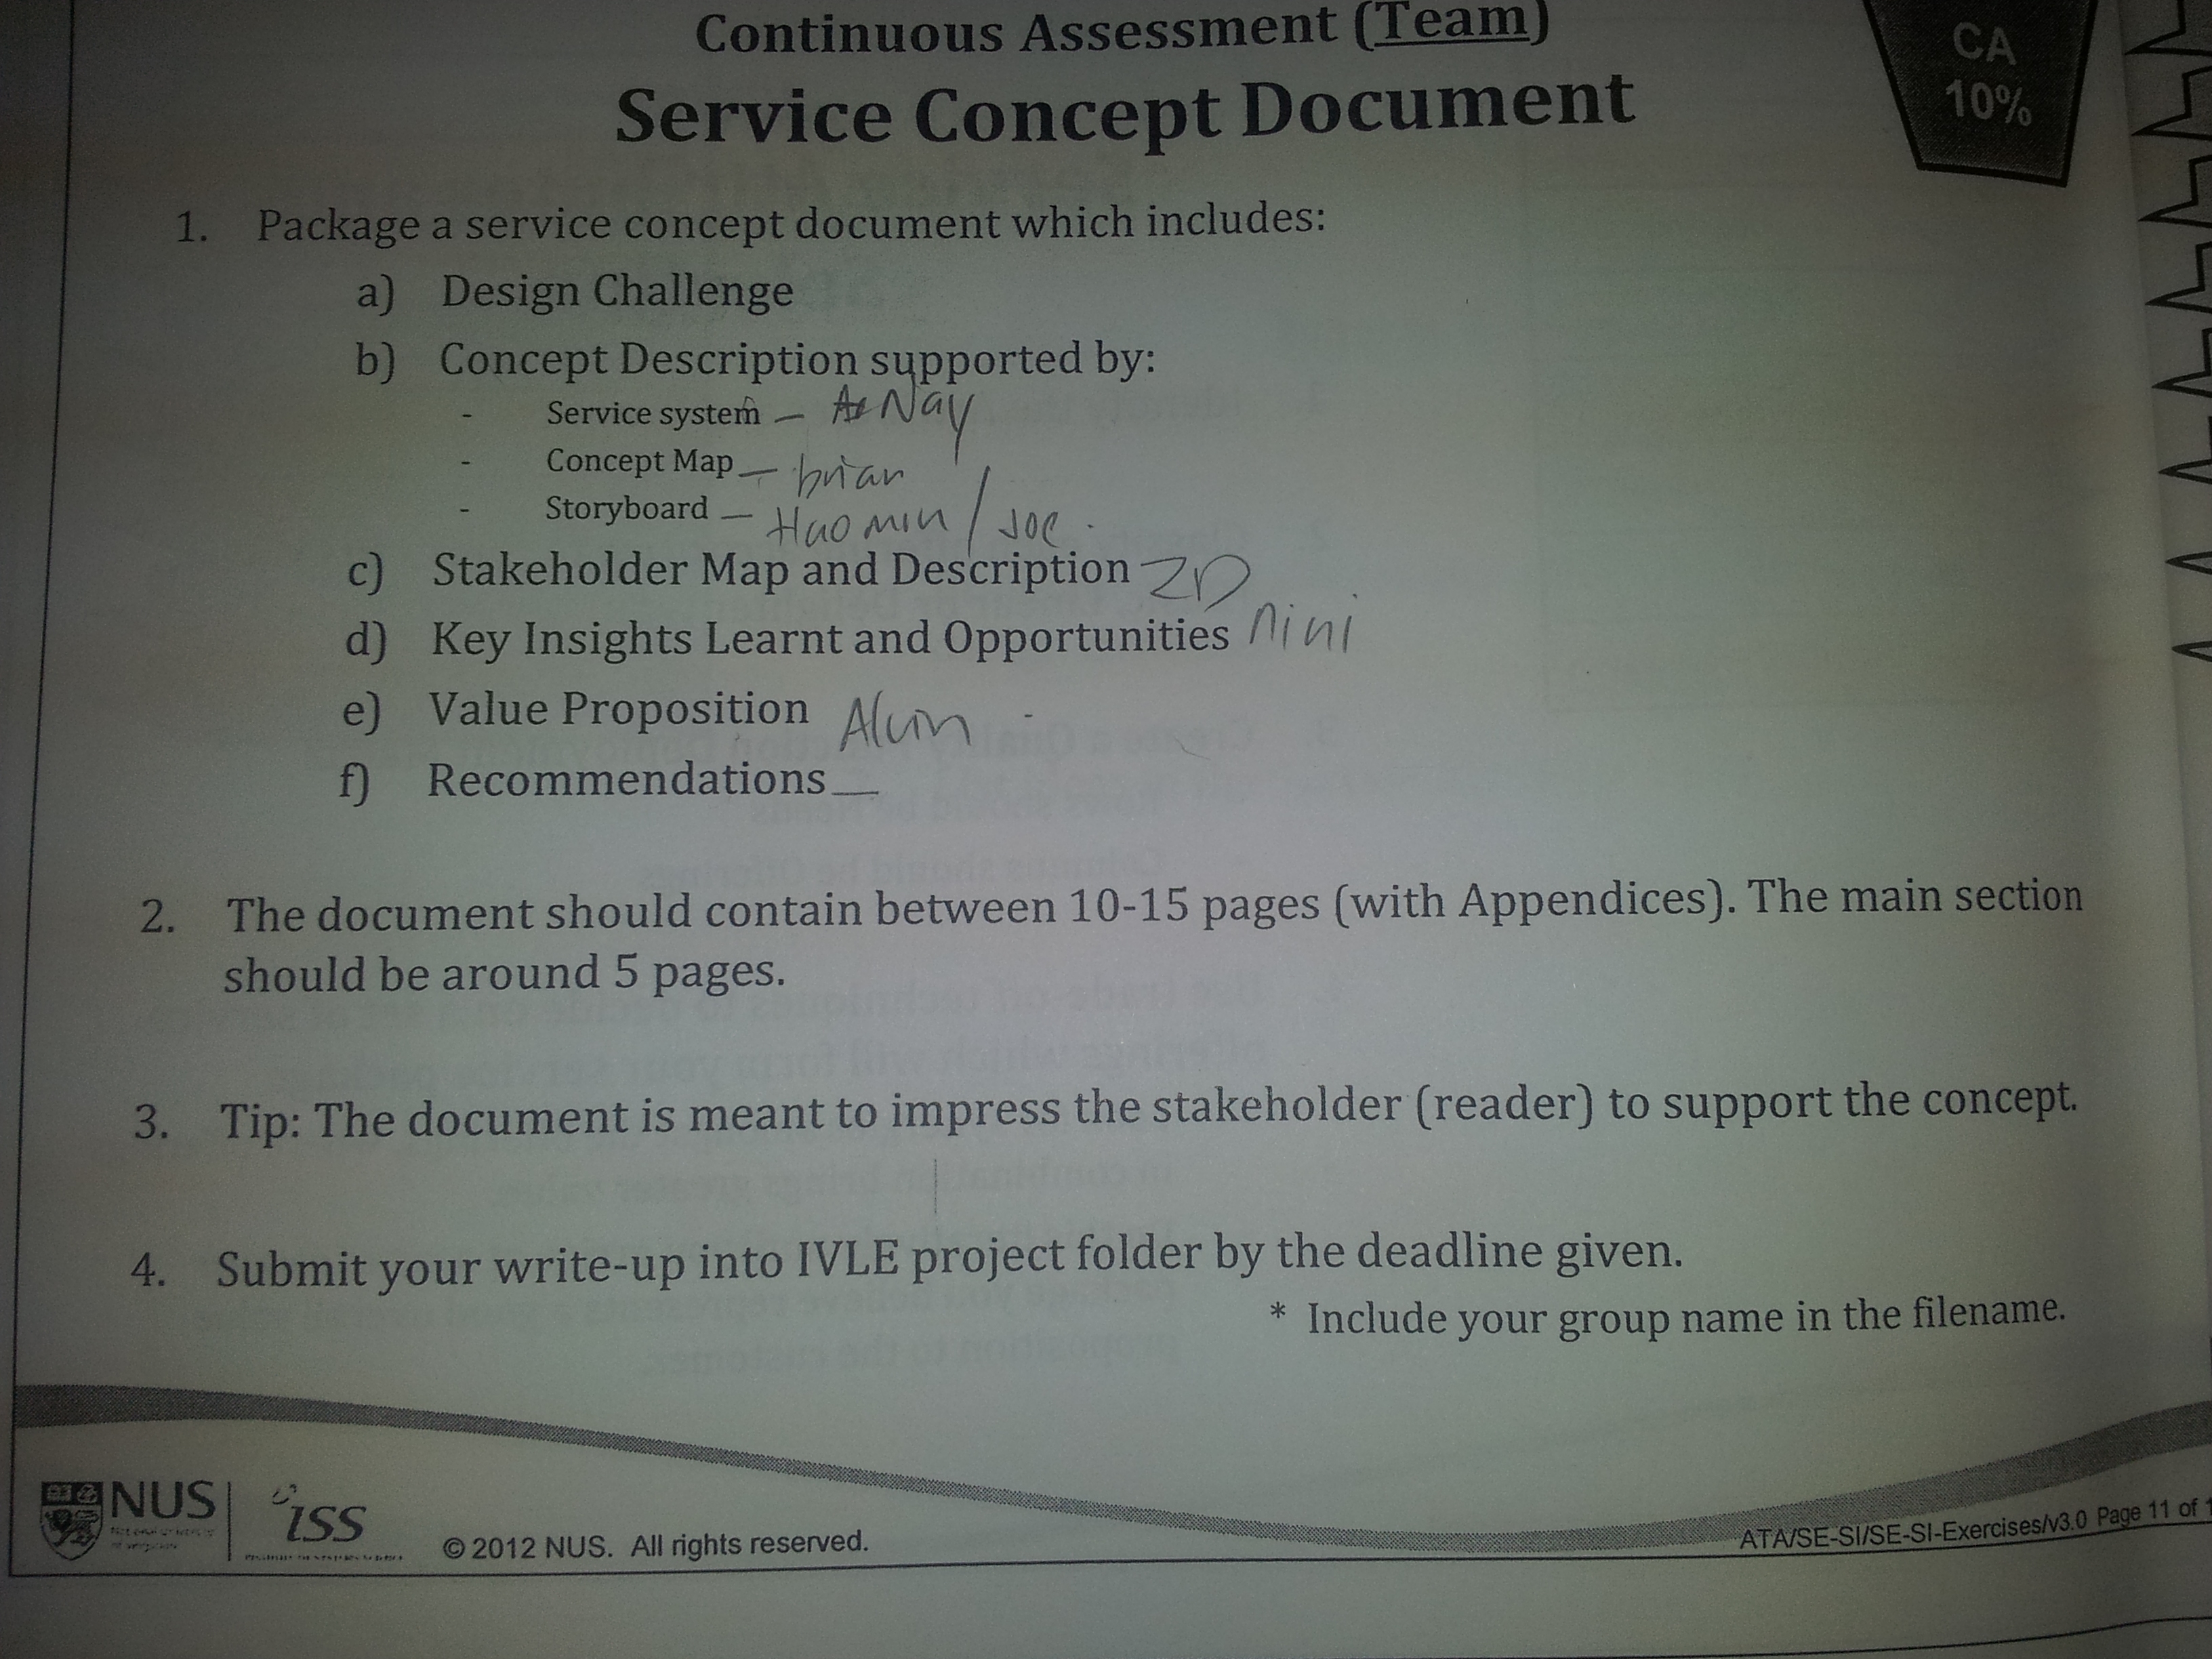 Continuous Assessment (Team)
CA
10%
Service Concept Document
1. Package a service concept document which includes:
a) Design Challenge
b) Concept Description supported by:
- Service system — Nay
- Concept Map — brian
- Storyboard — Hao min / Joe.
c) Stakeholder Map and Description ZD
d) Key Insights Learnt and Opportunities nini
e) Value Proposition
f) Recommendations —
2. The document should contain between 10-15 pages (with Appendices). The main section
should be around 5 pages.
3. Tip: The document is meant to impress the stakeholder (reader) to support the concept.
4. Submit your write-up into IVLE project folder by the deadline given.
* Include your group name in the filename.
NUS
ISS
© 2012 NUS. All rights reserved.
ATA/SE-SI/SE-SI-Exercises/v3.0 Page 11 of